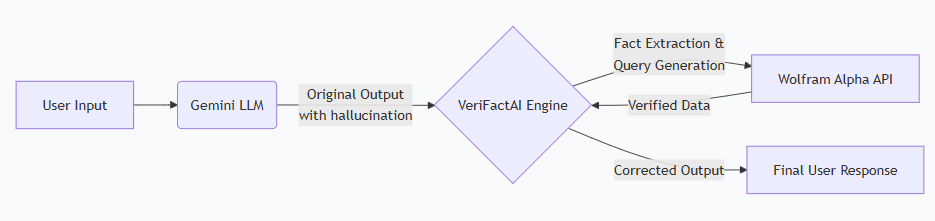 User Input
Gemini LLM
Original Output
with hallucination
VeriFactAI Engine
Fact Extraction &
Query Generation
Verified Data
Wolfram Alpha API
Corrected Output
Final User Response